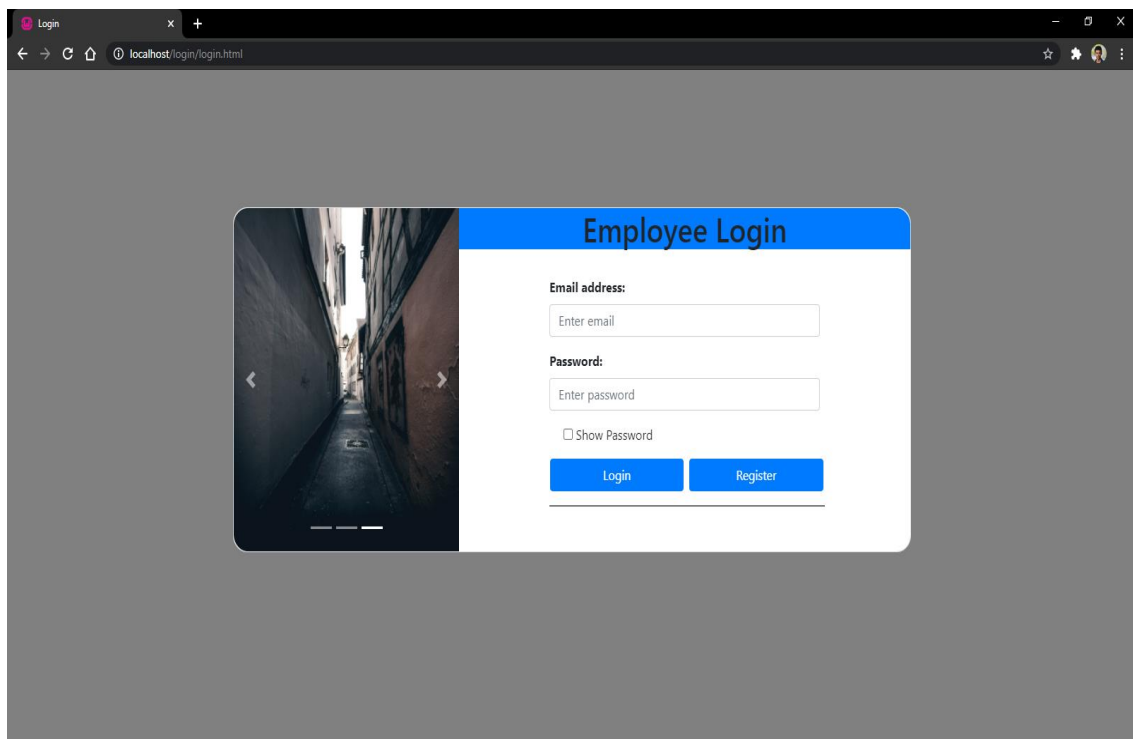 Login
localhost/login/login.html
Employee Login
Email address:
Enter email
Password:
Enter password
Show Password
Login Register